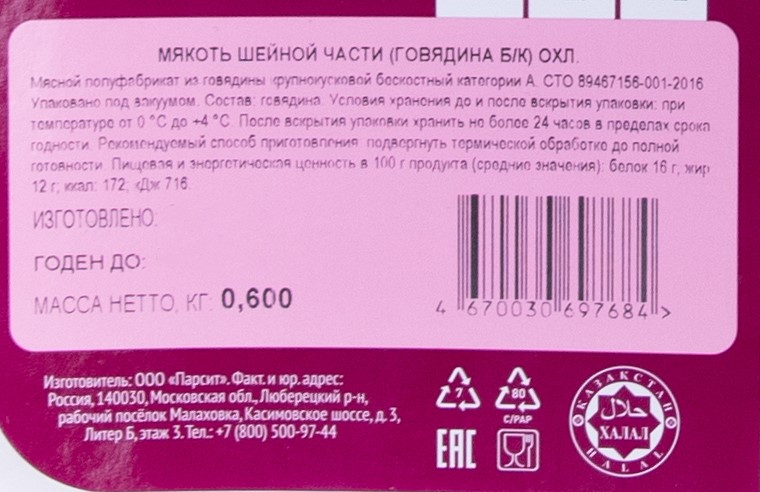 МЯКОТЬ ШЕЙНОЙ ЧАСТИ (ГОВЯДИНА Б/К) ОХЛ.
Мясной полуфабрикат из говядины крупнокусковой бескостный категории А. СТО 89467156-001-2016
Упаковано под вакуумом. Состав: говядина. Условия хранения до и после вскрытия упаковки: при
температуре от 0 °С до +4 °С. После вскрытия упаковки хранить не более 24 часов в пределах срока
годности. Рекомендуемый способ приготовления: подвергнуть термической обработке до полной
готовности. Пищевая и энергетическая ценность в 100 г продукта (средние значения): белок 16 г, жир
12 г; ккал: 172; кДж 716.
ИЗГОТОВЛЕНО:
ГОДЕН ДО:
МАССА НЕТТО, КГ: 0,600
4 670030 697684 >
Изготовитель: ООО «Парсит». Факт. и юр. адрес:
Россия, 140030, Московская обл., Люберецкий р-н,
рабочий посёлок Малаховка, Касимовское шоссе, д. 3,
Литер Б, этаж 3. Тел.: +7 (800) 500-97-44
7
80
C/PAP
EAC
КАЗАХСТАН
حلال
ХАЛАЛ
HALAL